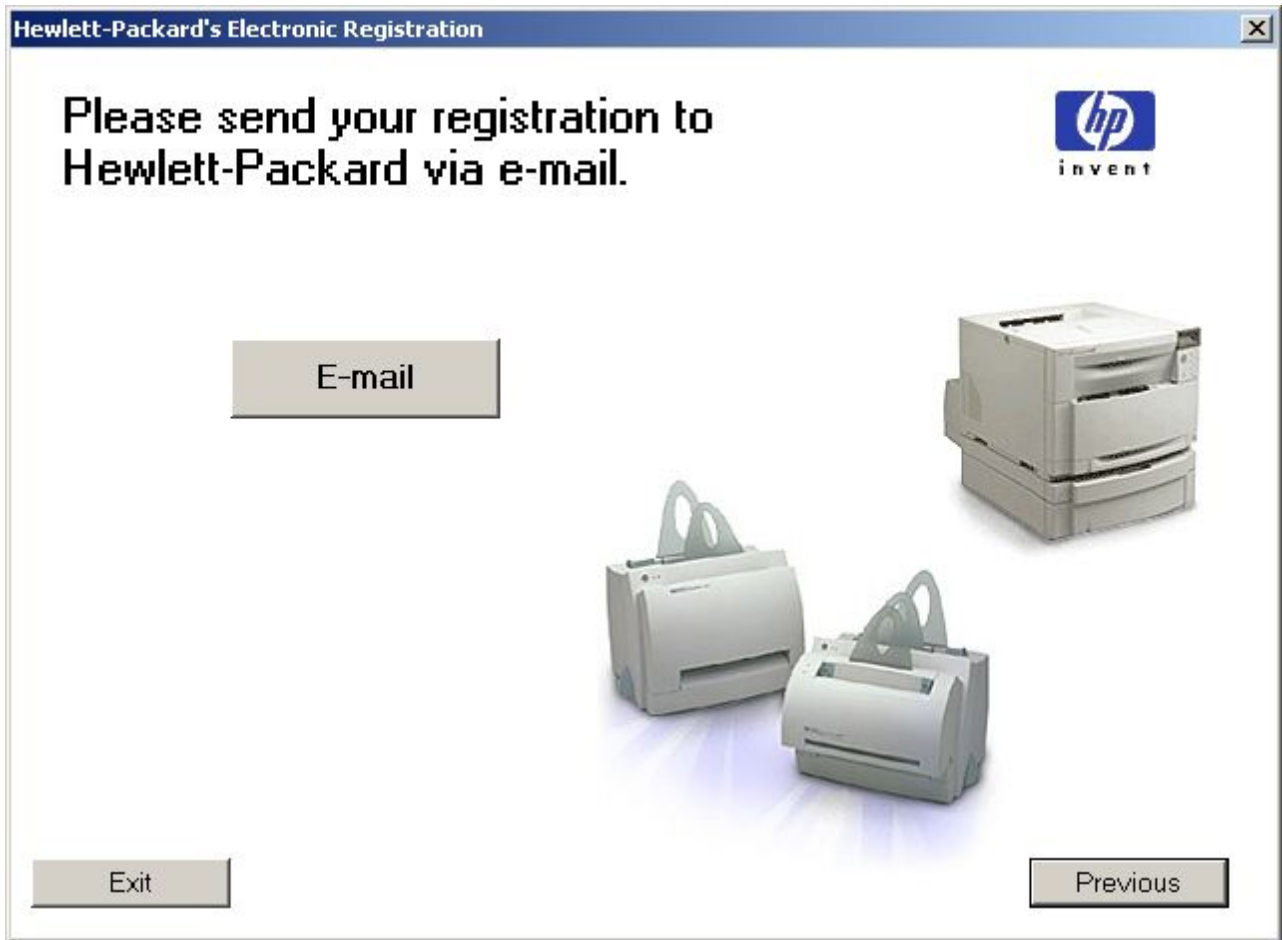 Hewlett-Packard's Electronic Registration
Please send your registration to
Hewlett-Packard via e-mail.
hp
invent
E-mail
Exit
Previous